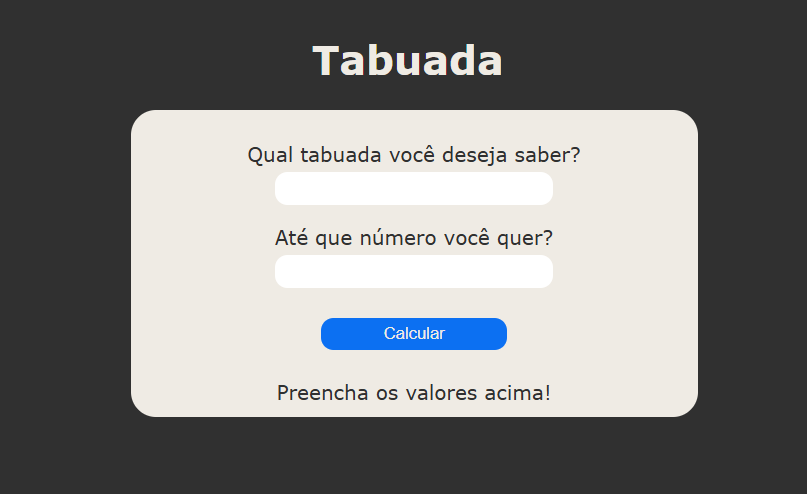 Tabuada
Qual tabuada você deseja saber?
Até que número você quer?
Calcular
Preencha os valores acima!